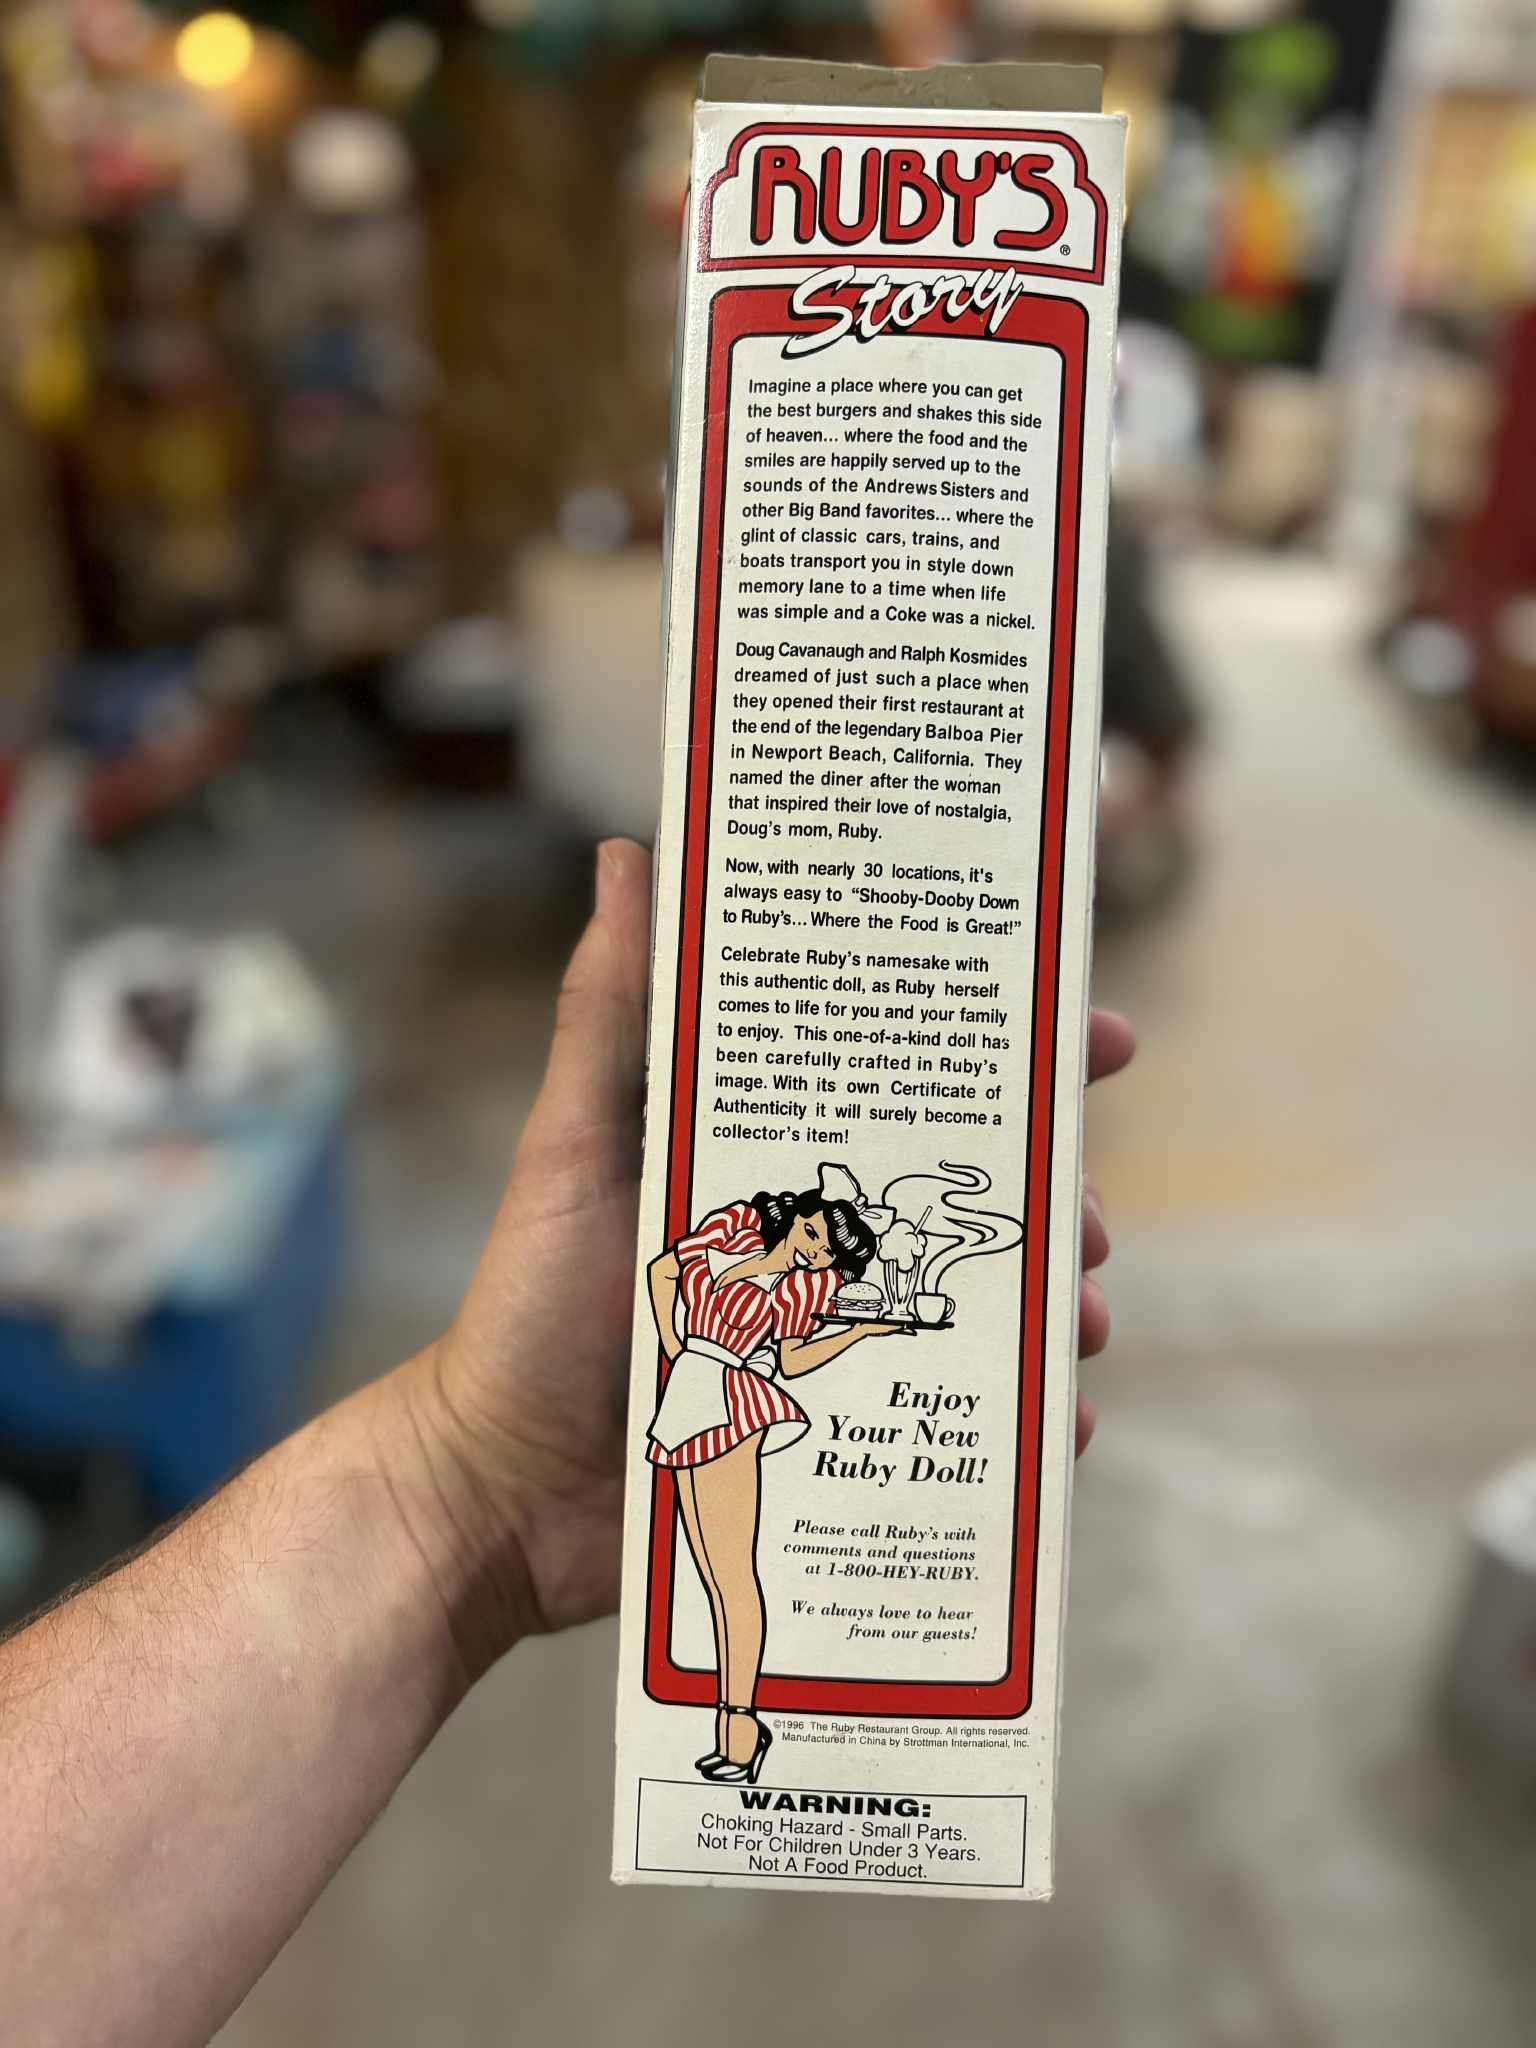 RUBY'S®
Story
Imagine a place where you can get
the best burgers and shakes this side
of heaven... where the food and the
smiles are happily served up to the
sounds of the Andrews Sisters and
other Big Band favorites... where the
glint of classic cars, trains, and
boats transport you in style down
memory lane to a time when life
was simple and a Coke was a nickel.
Doug Cavanaugh and Ralph Kosmides
dreamed of just such a place when
they opened their first restaurant at
the end of the legendary Balboa Pier
in Newport Beach, California. They
named the diner after the woman
that inspired their love of nostalgia,
Doug's mom, Ruby.
Now, with nearly 30 locations, it's
always easy to “Shooby-Dooby Down
to Ruby's... Where the Food is Great!”
Celebrate Ruby's namesake with
this authentic doll, as Ruby herself
comes to life for you and your family
to enjoy. This one-of-a-kind doll has
been carefully crafted in Ruby's
image. With its own Certificate of
Authenticity it will surely become a
collector's item!
Enjoy
Your New
Ruby Doll!
Please call Ruby's with
comments and questions
at 1-800-HEY-RUBY.
We always love to hear
from our guests!
©1996 The Ruby Restaurant Group. All rights reserved.
Manufactured in China by Strottman International, Inc.
WARNING:
Choking Hazard - Small Parts.
Not For Children Under 3 Years.
Not A Food Product.